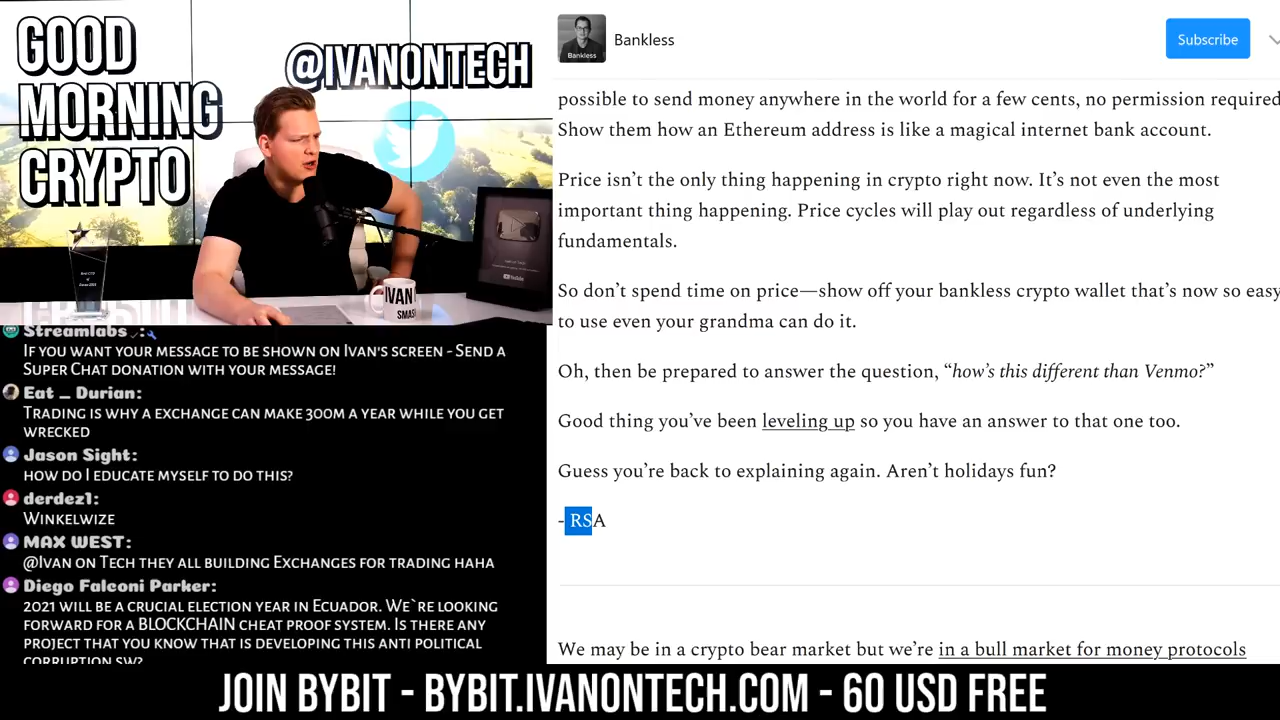 GOOD
MORNING
CRYPTO
@IVANONTECH
IVAN
SMASH
YouTube
Streamlabs
IF YOU WANT YOUR MESSAGE TO BE SHOWN ON IVAN'S SCREEN - SEND A
SUPER CHAT DONATION WITH YOUR MESSAGE!
Eat _ Durian:
TRADING IS WHY A EXCHANGE CAN MAKE 300M A YEAR WHILE YOU GET
WRECKED
Jason Sight:
HOW DO I EDUCATE MYSELF TO DO THIS?
derdez1:
WINKELWIZE
MAX WEST:
@IVAN ON TECH THEY ALL BUILDING EXCHANGES FOR TRADING HAHA
Diego Falconi Parker:
2021 WILL BE A CRUCIAL ELECTION YEAR IN ECUADOR. WE`RE LOOKING
FORWARD FOR A BLOCKCHAIN CHEAT PROOF SYSTEM. IS THERE ANY
PROJECT THAT YOU KNOW THAT IS DEVELOPING THIS ANTI POLITICAL
CORRUPTION SW?
Bankless
Bankless
Subscribe
possible to send money anywhere in the world for a few cents, no permission required
Show them how an Ethereum address is like a magical internet bank account.
Price isn't the only thing happening in crypto right now. It's not even the most
important thing happening. Price cycles will play out regardless of underlying
fundamentals.
So don't spend time on price—show off your bankless crypto wallet that's now so easy
to use even your grandma can do it.
Oh, then be prepared to answer the question, “how's this different than Venmo?”
Good thing you've been leveling up so you have an answer to that one too.
Guess you're back to explaining again. Aren't holidays fun?
- RSA
We may be in a crypto bear market but we're in a bull market for money protocols
JOIN BYBIT - BYBIT.IVANONTECH.COM - 60 USD FREE